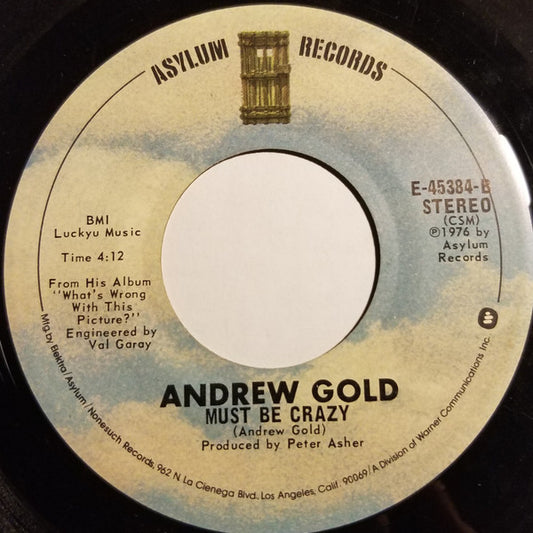 ASYLUM RECORDS
BMI
Luckyu Music
Time 4:12
From His Album
"What's Wrong
With This
Picture?"
Engineered by
Val Garay
E-45384-B
STEREO
(CSM)
Ⓟ1976 by
Asylum
Records
ANDREW GOLD
MUST BE CRAZY
(Andrew Gold)
Produced by Peter Asher
Mfg by Elektra/Asylum/Nonesuch Records, 962 N. La Cienega Blvd., Los Angeles, Calif. 90069/A Division of Warner Communications Inc.